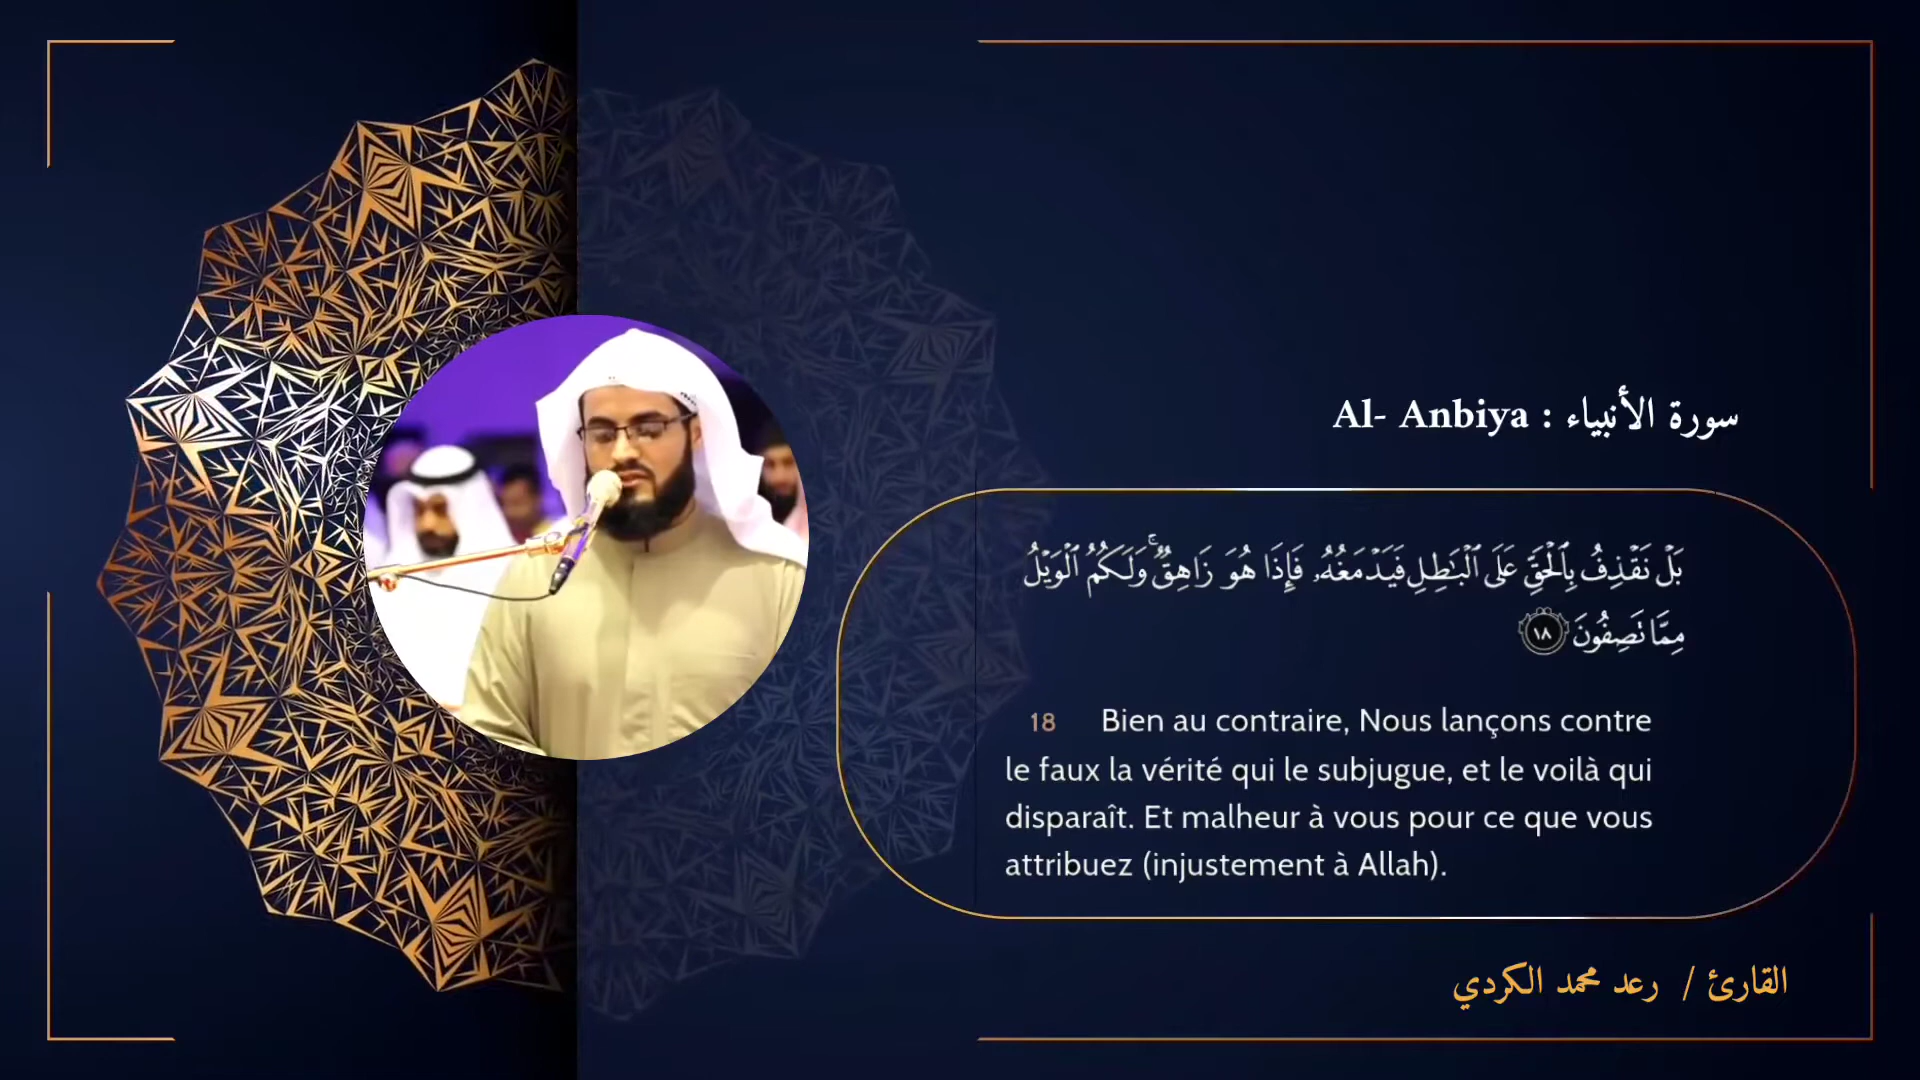 Al- Anbiya : سورة الأنبياء
بَلْ نَقْذِفُ بِالْحَقِّ عَلَى الْبَاطِلِ فَيَدْمَغُهُ فَإِذَا هُوَ زَاهِقٌ ۚ وَلَكُمُ الْوَيْلُ
مِمَّا تَصِفُونَ ١٨
18 Bien au contraire, Nous lançons contre
le faux la vérité qui le subjugue, et le voilà qui
disparaît. Et malheur à vous pour ce que vous
attribuez (injustement à Allah).
القارئ / رعد محمد الكردي